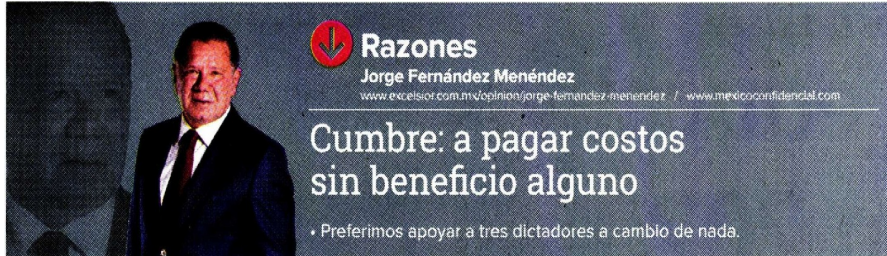 Razones
Jorge Fernández Menéndez
www.excelsior.com.mx/opinion/jorge-fernandez-menendez / www.mexicoconfidencial.com
Cumbre: a pagar costos
sin beneficio alguno
• Preferimos apoyar a tres dictadores a cambio de nada.